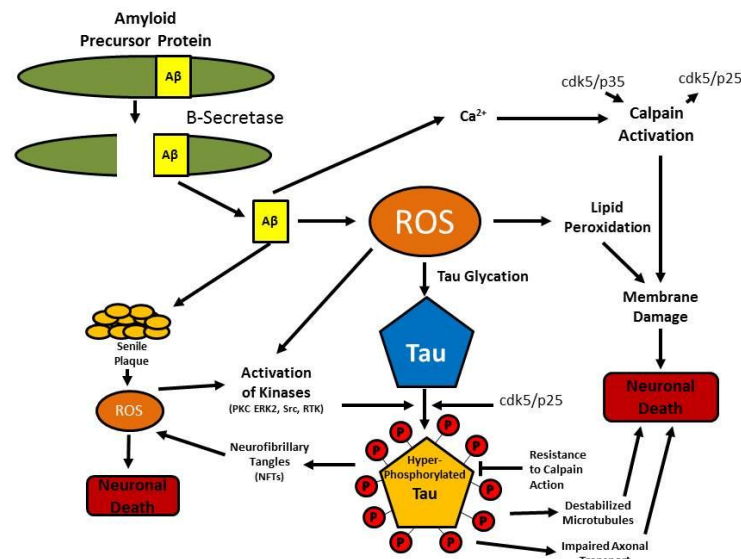 Amyloid
Precursor Protein
Aβ
B-Secretase
Aβ
Aβ
Ca²⁺
cdk5/p35
cdk5/p25
Calpain
Activation
ROS
Lipid
Peroxidation
Tau Glycation
Membrane
Damage
Senile
Plaque
Tau
Activation
of Kinases
(PKC ERK2, Src, RTK)
cdk5/p25
Neuronal
Death
ROS
Neurofibrillary
Tangles
(NFTs)
Neuronal
Death
P
P
P
P
P
P
P
P
P
P
Hyper-
Phosphorylated
Tau
Resistance
to Calpain
Action
Destabilized
Microtubules
Impaired Axonal
Transport